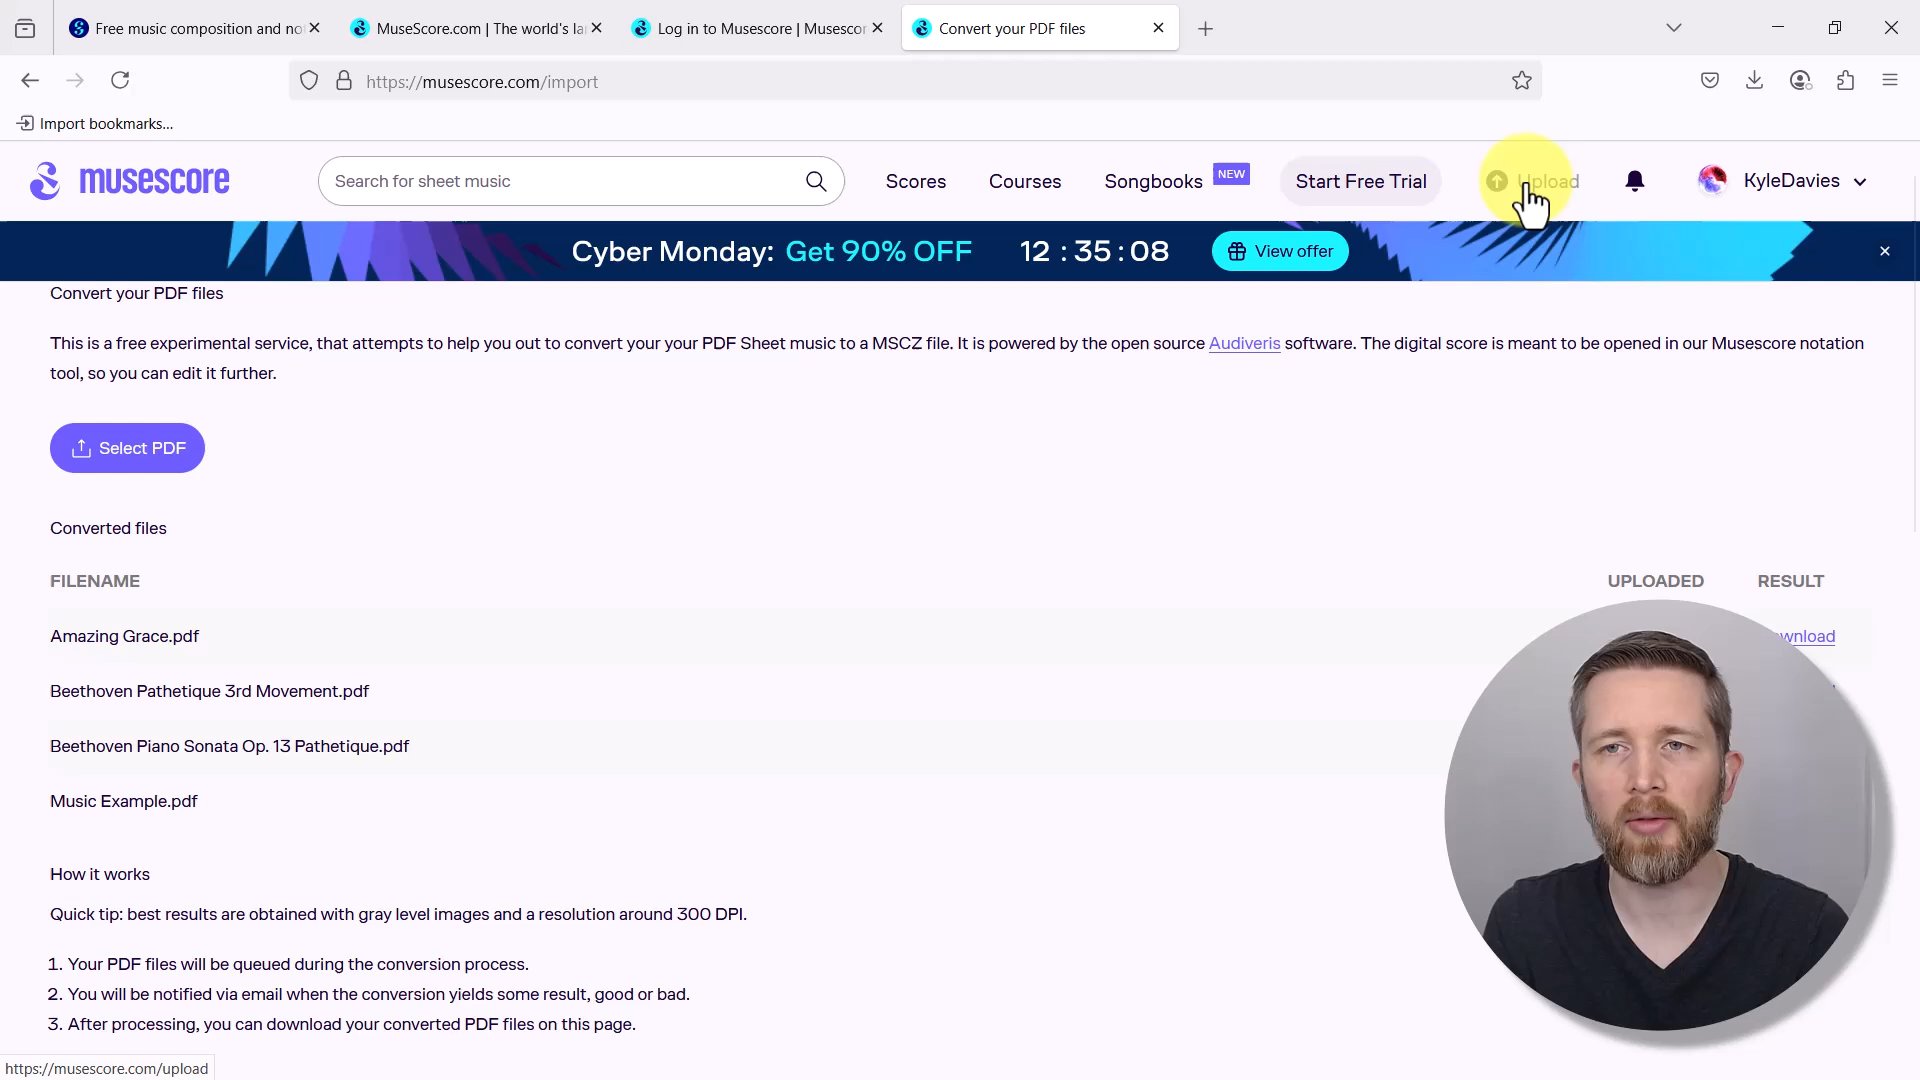 Free music composition and no
MuseScore.com | The world's la
Log in to Musescore | Musescor
Convert your PDF files
https://musescore.com/import
Import bookmarks...
musescore
Search for sheet music
Scores
Courses
Songbooks
NEW
Start Free Trial
Upload
KyleDavies
Cyber Monday: Get 90% OFF
12 : 35 : 08
View offer
Convert your PDF files
This is a free experimental service, that attempts to help you out to convert your your PDF Sheet music to a MSCZ file. It is powered by the open source Audiveris software. The digital score is meant to be opened in our Musescore notation
tool, so you can edit it further.
Select PDF
Converted files
FILENAME
UPLOADED
RESULT
Amazing Grace.pdf
wnload
Beethoven Pathetique 3rd Movement.pdf
Beethoven Piano Sonata Op. 13 Pathetique.pdf
Music Example.pdf
How it works
Quick tip: best results are obtained with gray level images and a resolution around 300 DPI.
1. Your PDF files will be queued during the conversion process.
2. You will be notified via email when the conversion yields some result, good or bad.
3. After processing, you can download your converted PDF files on this page.
https://musescore.com/upload